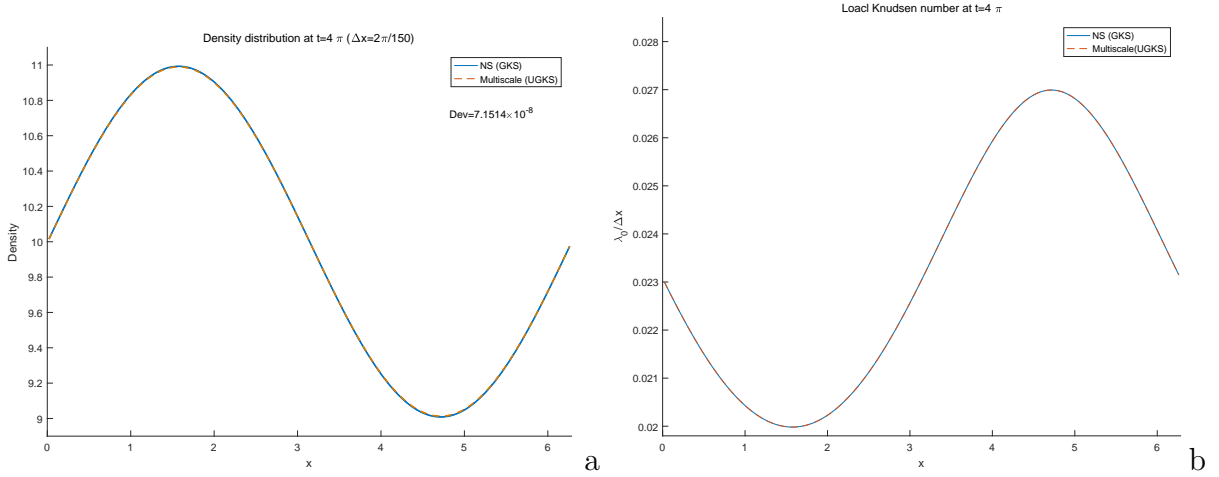 Density distribution at t=4 π (Δx=2π/150)
NS (GKS)
Multiscale (UGKS)
Dev=7.1514×10^-8
11
10.8
10.6
10.4
10.2
10
9.8
9.6
9.4
9.2
9
Density
0 1 2 3 4 5 6
x
a
Loacl Knudsen number at t=4 π
NS (GKS)
Multiscale(UGKS)
0.028
0.027
0.026
0.025
0.024
0.023
0.022
0.021
0.02
λ_0/Δx
0 1 2 3 4 5 6
x
b